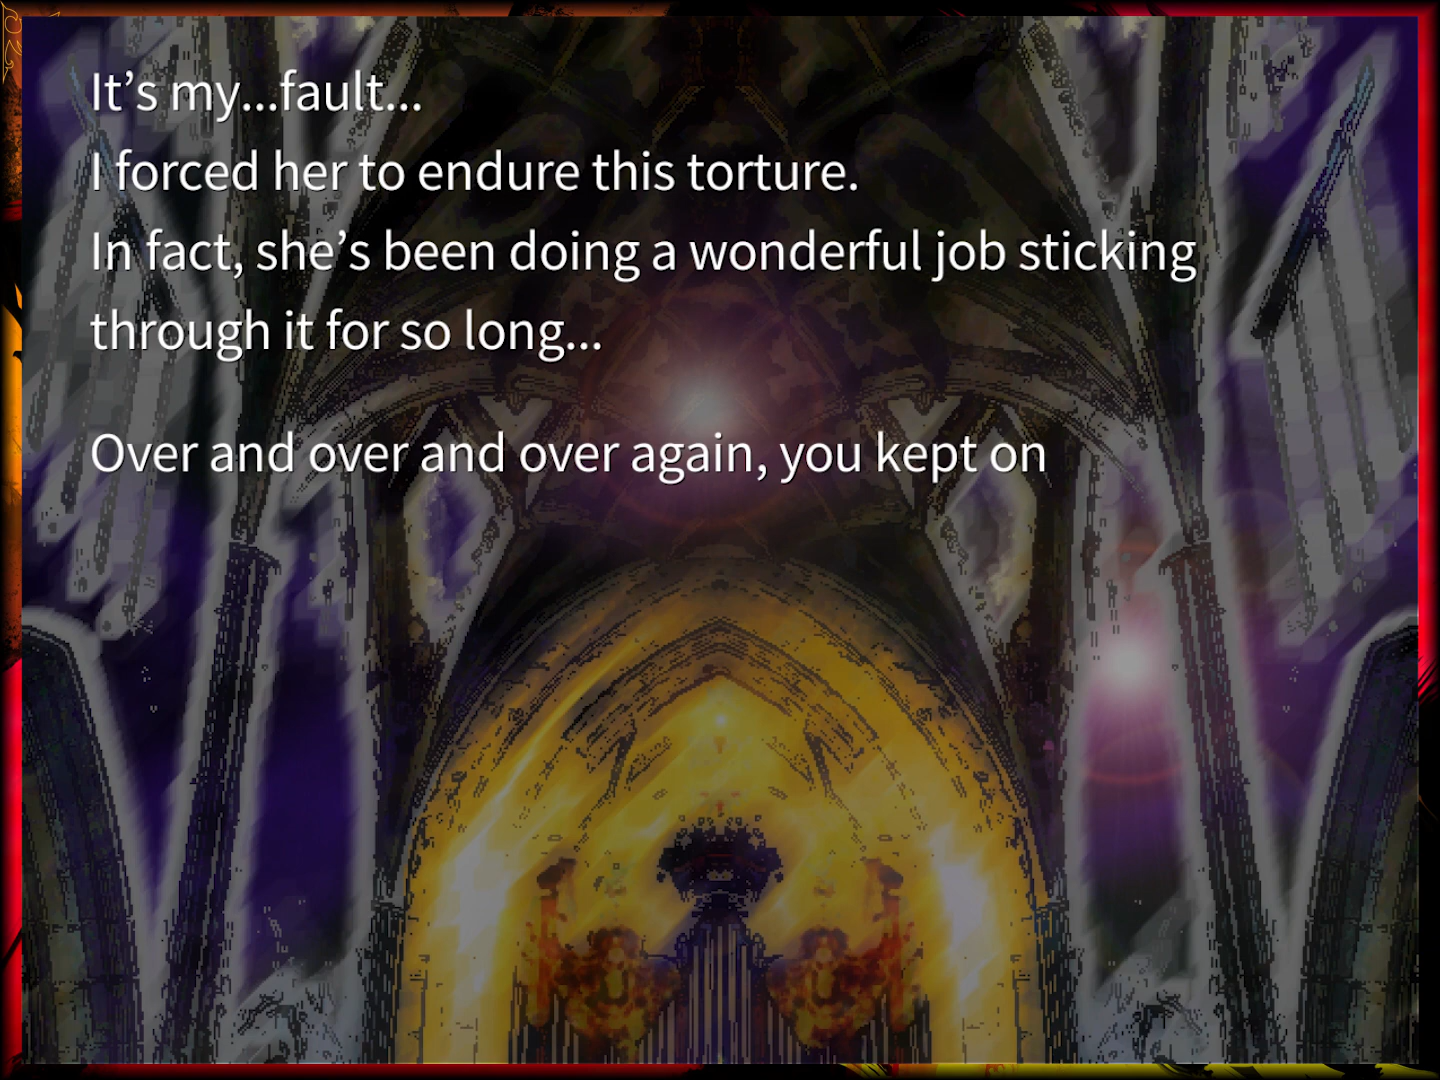 It’s my...fault...
I forced her to endure this torture.
In fact, she’s been doing a wonderful job sticking
through it for so long...
Over and over and over again, you kept on